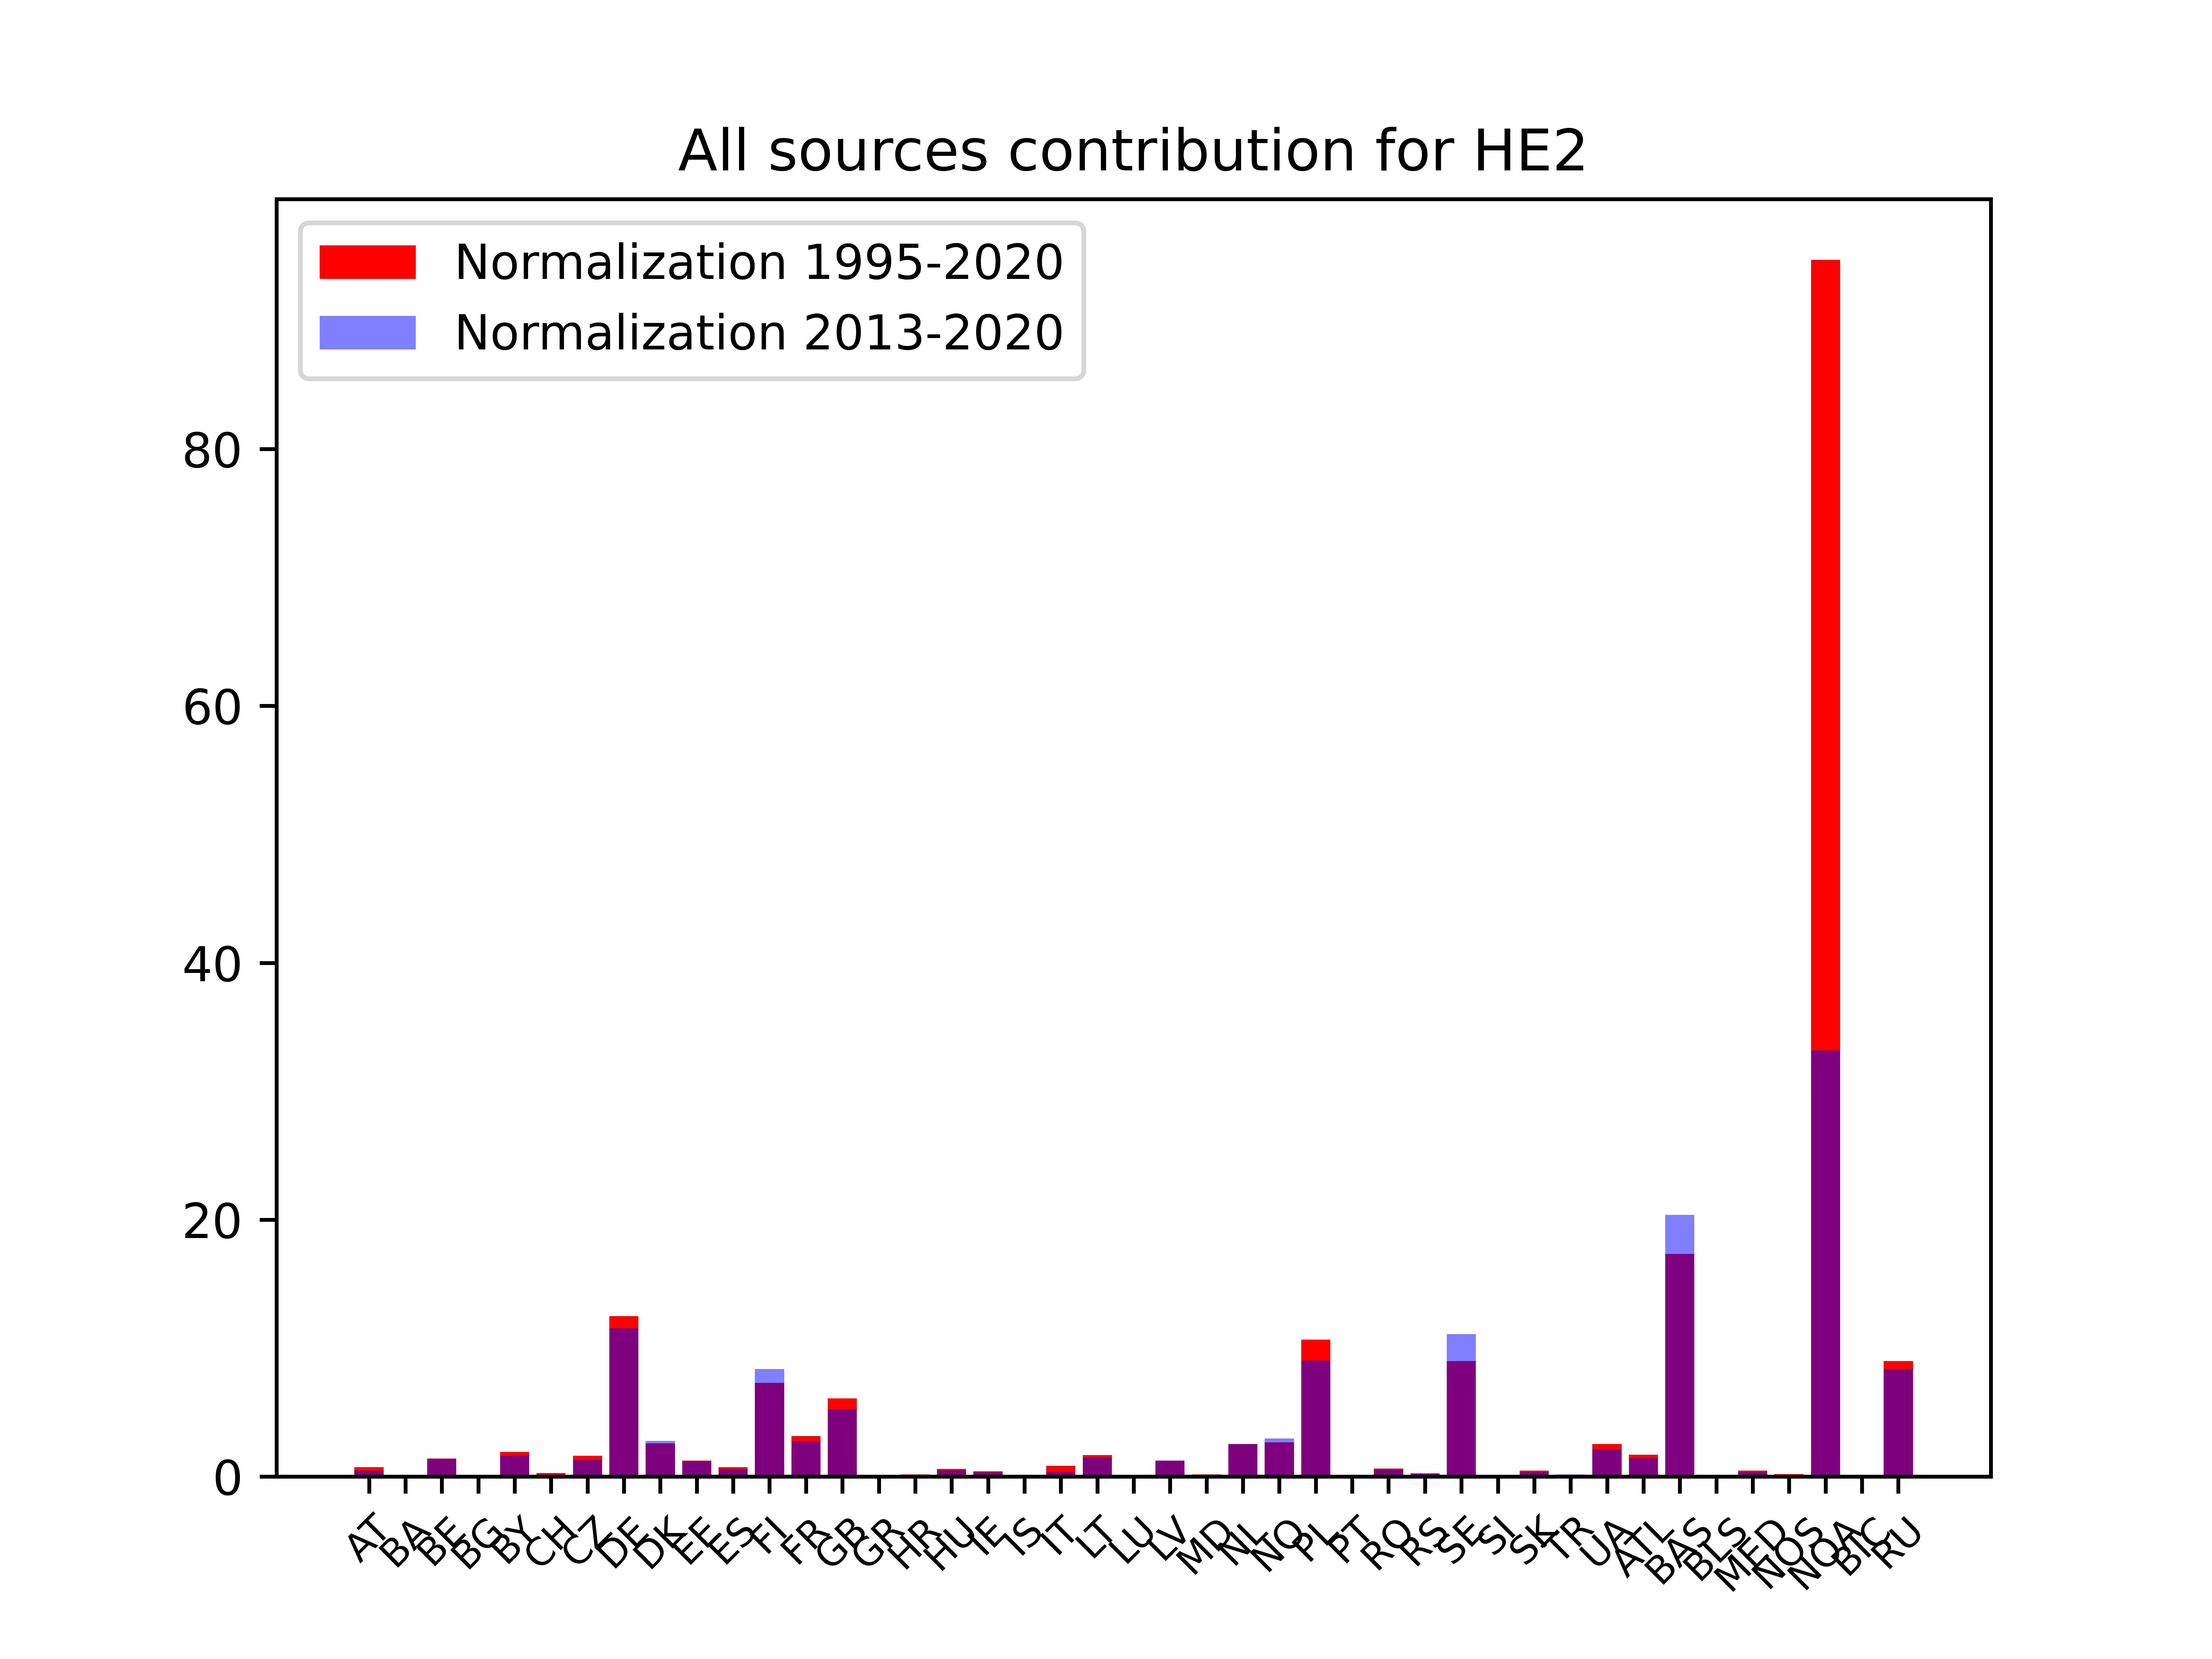 All sources contribution for HE2
Normalization 1995-2020
Normalization 2013-2020
80
60
40
20
0
AT
BA
BE
BG
BY
CH
CZ
DE
DK
EE
ES
FI
FR
GB
GR
HR
HU
IE
IS
IT
LT
LU
LV
MD
NL
NO
PL
PT
RO
RS
SE
SI
SK
TR
UA
ATL
BAS
BLS
MED
NOS
NOA
BIC
RU